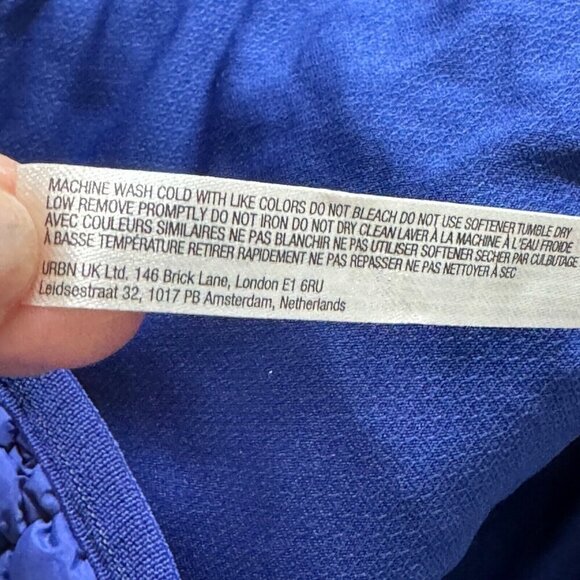 MACHINE WASH COLD WITH LIKE COLORS DO NOT BLEACH DO NOT USE SOFTENER TUMBLE DRY
LOW REMOVE PROMPTLY DO NOT IRON DO NOT DRY CLEAN LAVER À LA MACHINE À L'EAU FROIDE
AVEC COULEURS SIMILAIRES NE PAS BLANCHIR NE PAS UTILISER SOFTENER SECHER PAR CULBUTAGE
À BASSE TEMPÉRATURE RETIRER RAPIDEMENT NE PAS REPASSER NE PAS NETTOYER À SEC
URBN UK Ltd. 146 Brick Lane, London E1 6RU
Leidsestraat 32, 1017 PB Amsterdam, Netherlands